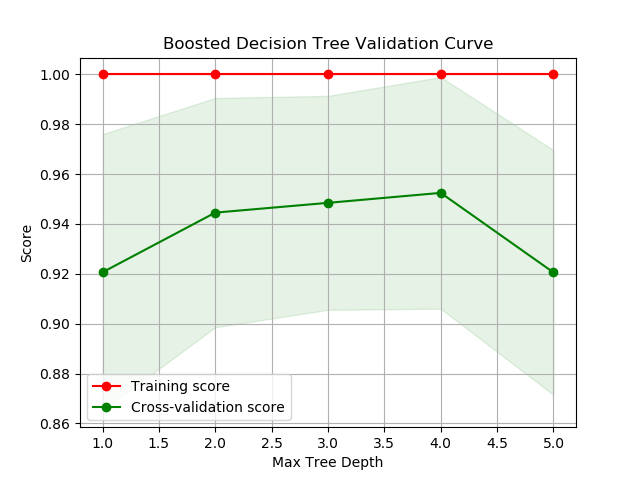 Boosted Decision Tree Validation Curve
1.00
0.98
0.96
0.94
0.92
0.90
0.88
0.86
Score
Training score
Cross-validation score
1.0 1.5 2.0 2.5 3.0 3.5 4.0 4.5 5.0
Max Tree Depth